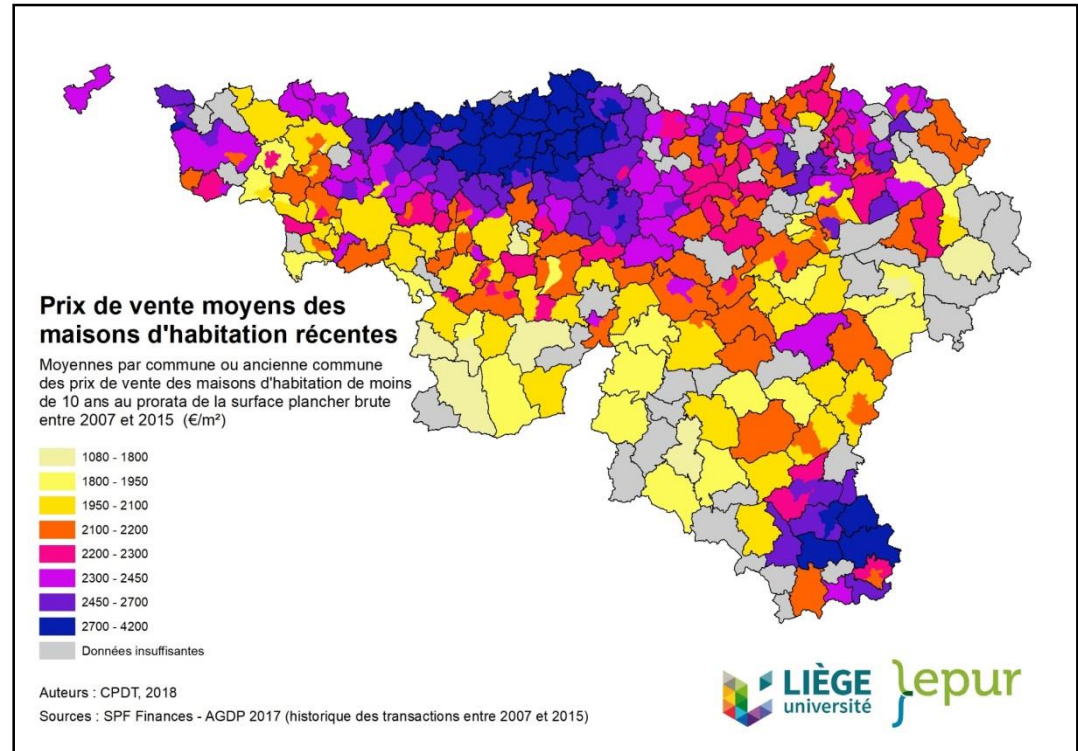 Prix de vente moyens des
maisons d'habitation récentes
Moyennes par commune ou ancienne commune
des prix de vente des maisons d'habitation de moins
de 10 ans au prorata de la surface plancher brute
entre 2007 et 2015 (€/m²)
1080 - 1800
1800 - 1950
1950 - 2100
2100 - 2200
2200 - 2300
2300 - 2450
2450 - 2700
2700 - 4200
Données insuffisantes
Auteurs : CPDT, 2018
Sources : SPF Finances - AGDP 2017 (historique des transactions entre 2007 et 2015)
LIÈGE
université
lepur